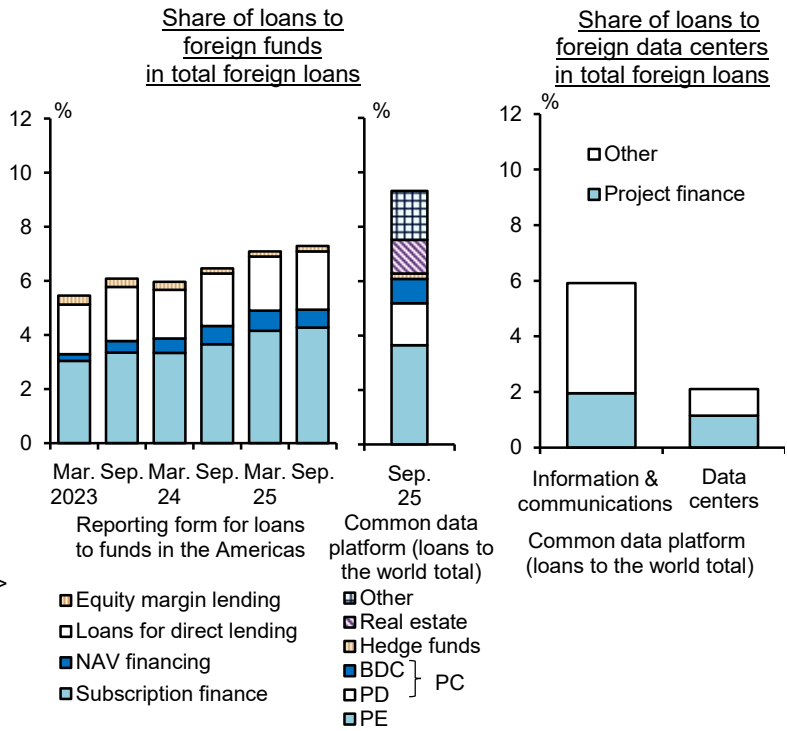 Share of loans to
foreign funds
in total foreign loans
%
12
10
8
6
4
2
0
Mar. Sep. Mar. Sep. Mar. Sep.
2023 24 25
Reporting form for loans
to funds in the Americas
>
Equity margin lending
Loans for direct lending
NAV financing
Subscription finance
%
Sep.
25
Common data
platform (loans to
the world total)
Other
Real estate
Hedge funds
BDC
PD
PC
PE
Share of loans to
foreign data centers
in total foreign loans
%
12
10
8
6
4
2
0
Other
Project finance
Information &
communications
Data
centers
Common data platform
(loans to the world total)